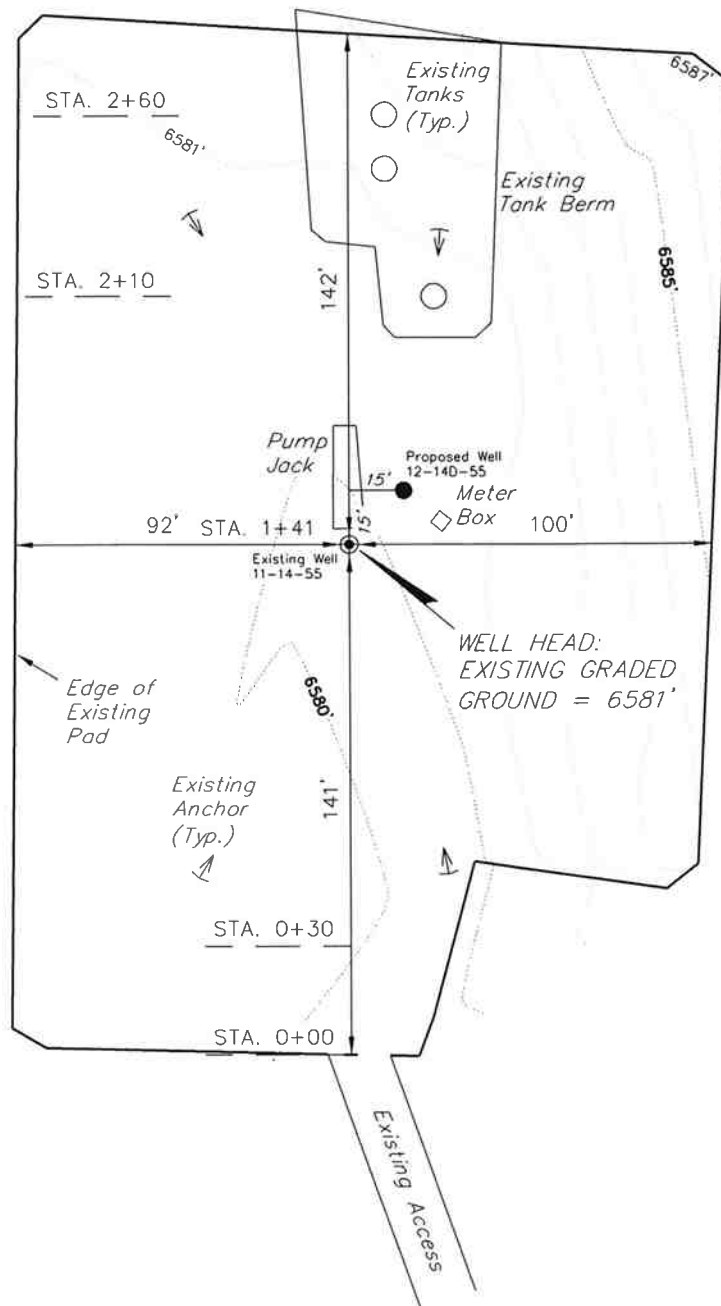 Existing
Tanks
(Typ.)
6587'
STA. 2+60
6581'
Existing
Tank Berm
6585'
STA. 2+10
142'
Pump
Jack
Proposed Well
12-14D-55
15'
Meter
Box
15'
92'
STA. 1+41
100'
Existing Well
11-14-55
WELL HEAD:
EXISTING GRADED
GROUND = 6581'
Edge of
Existing
Pad
6580'
Existing
Anchor
(Typ.)
141'
STA. 0+30
STA. 0+00
Existing Access